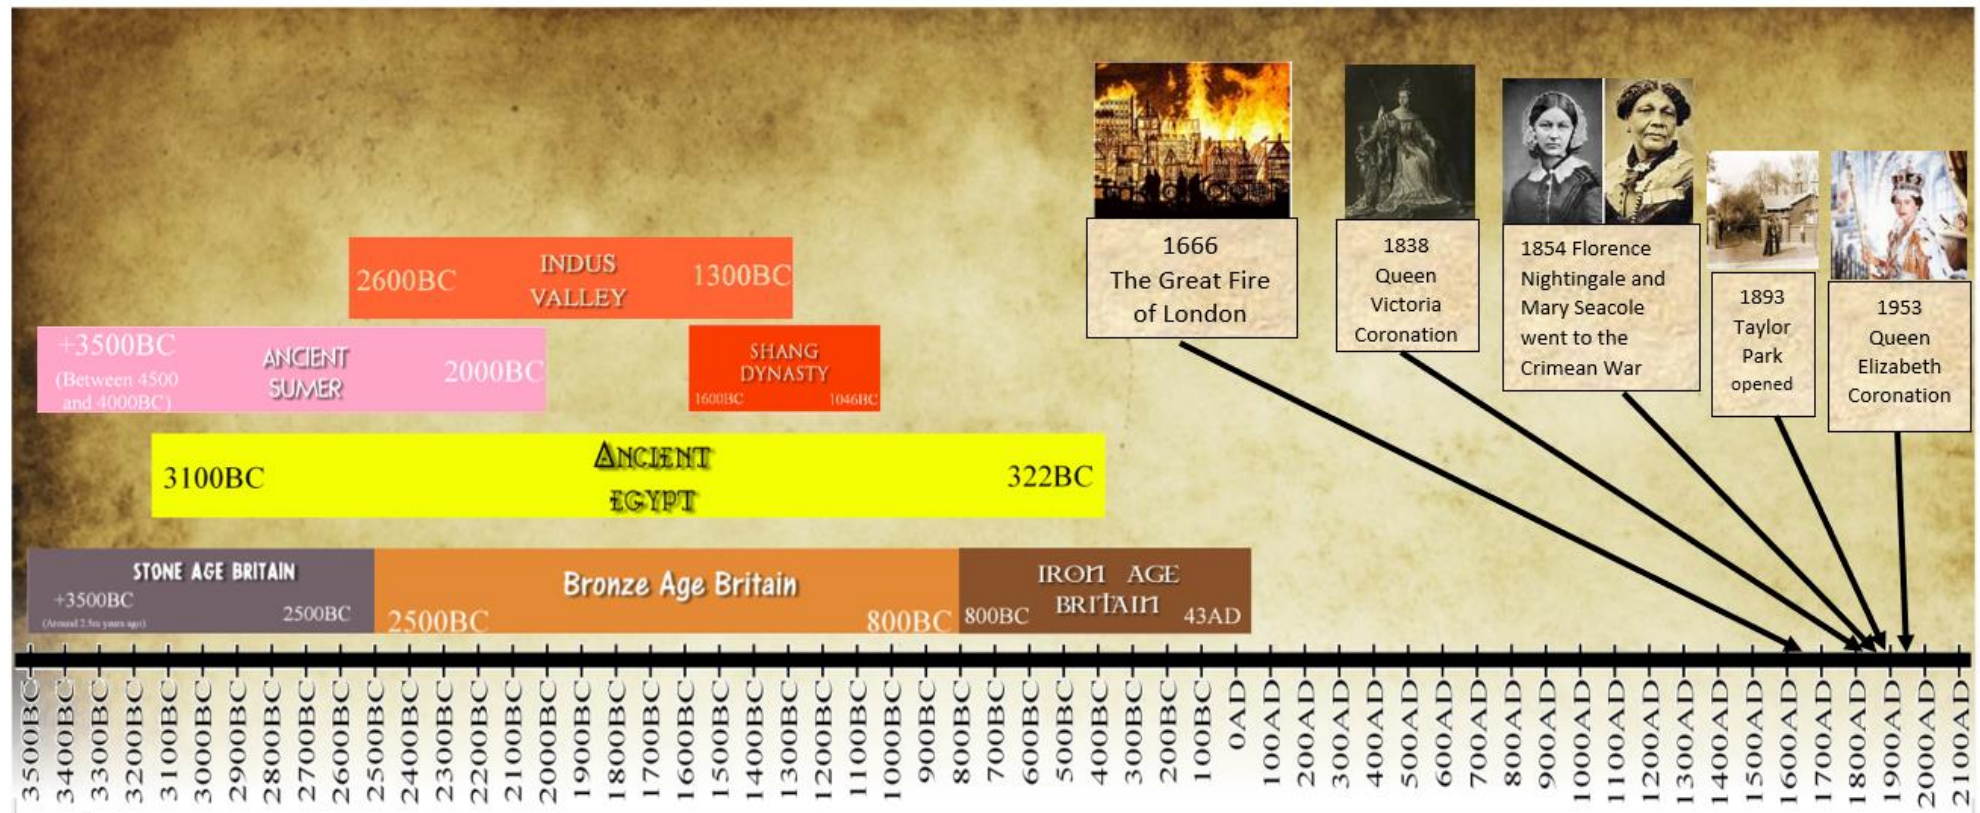 INDUS
VALLEY
2600BC
1300BC
+3500BC
(Between 4500
and 4000BC)
ANCIENT
SUMER
2000BC
SHANG
DYNASTY
1600BC
1046BC
3100BC
ANCIENT
EGYPT
322BC
STONE AGE BRITAIN
+3500BC
(Around 2.5m years ago)
2500BC
Bronze Age Britain
2500BC
800BC
IRON AGE
BRITAIN
800BC
43AD
1666
The Great Fire
of London
1838
Queen
Victoria
Coronation
1854 Florence
Nightingale and
Mary Seacole
went to the
Crimean War
1893
Taylor
Park
opened
1953
Queen
Elizabeth
Coronation
3500BC
3400BC
3300BC
3200BC
3100BC
3000BC
2900BC
2800BC
2700BC
2600BC
2500BC
2400BC
2300BC
2200BC
2100BC
2000BC
1900BC
1800BC
1700BC
1600BC
1500BC
1400BC
1300BC
1200BC
1100BC
1000BC
900BC
800BC
700BC
600BC
500BC
400BC
300BC
200BC
100BC
0AD
100AD
200AD
300AD
400AD
500AD
600AD
700AD
800AD
900AD
1000AD
1100AD
1200AD
1300AD
1400AD
1500AD
1600AD
1700AD
1800AD
1900AD
2000AD
2100AD